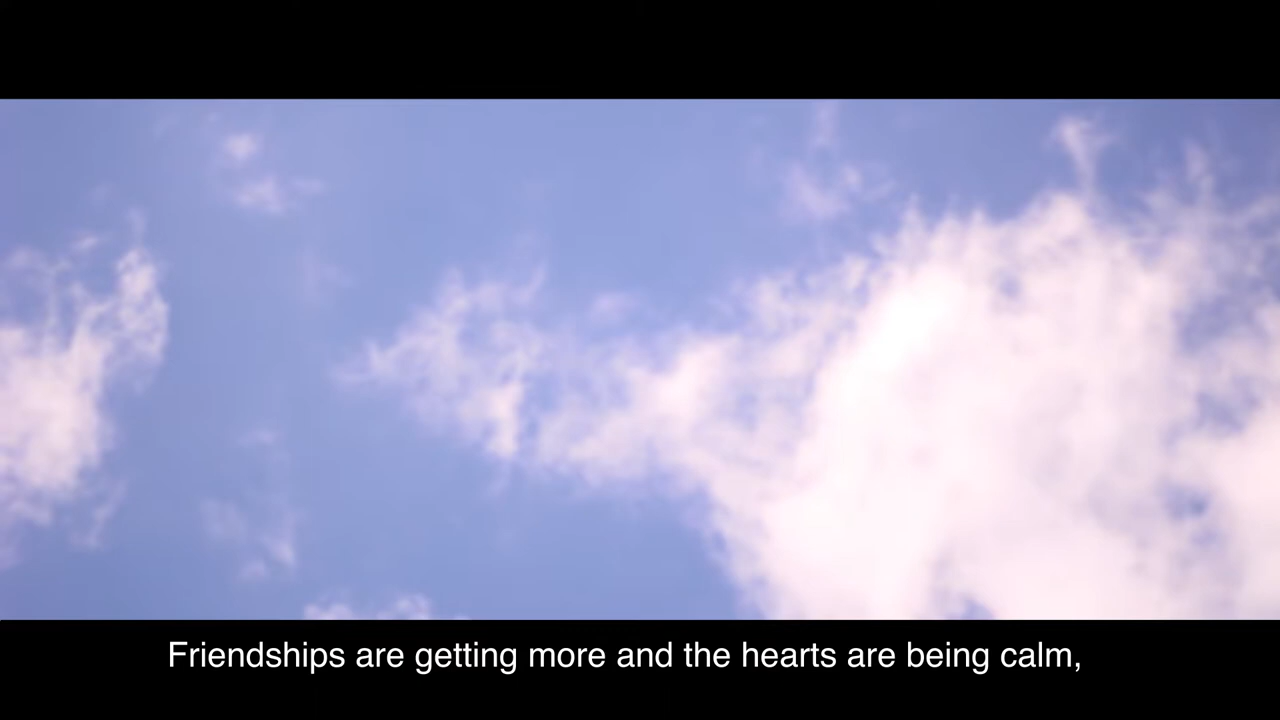 Friendships are getting more and the hearts are being calm,